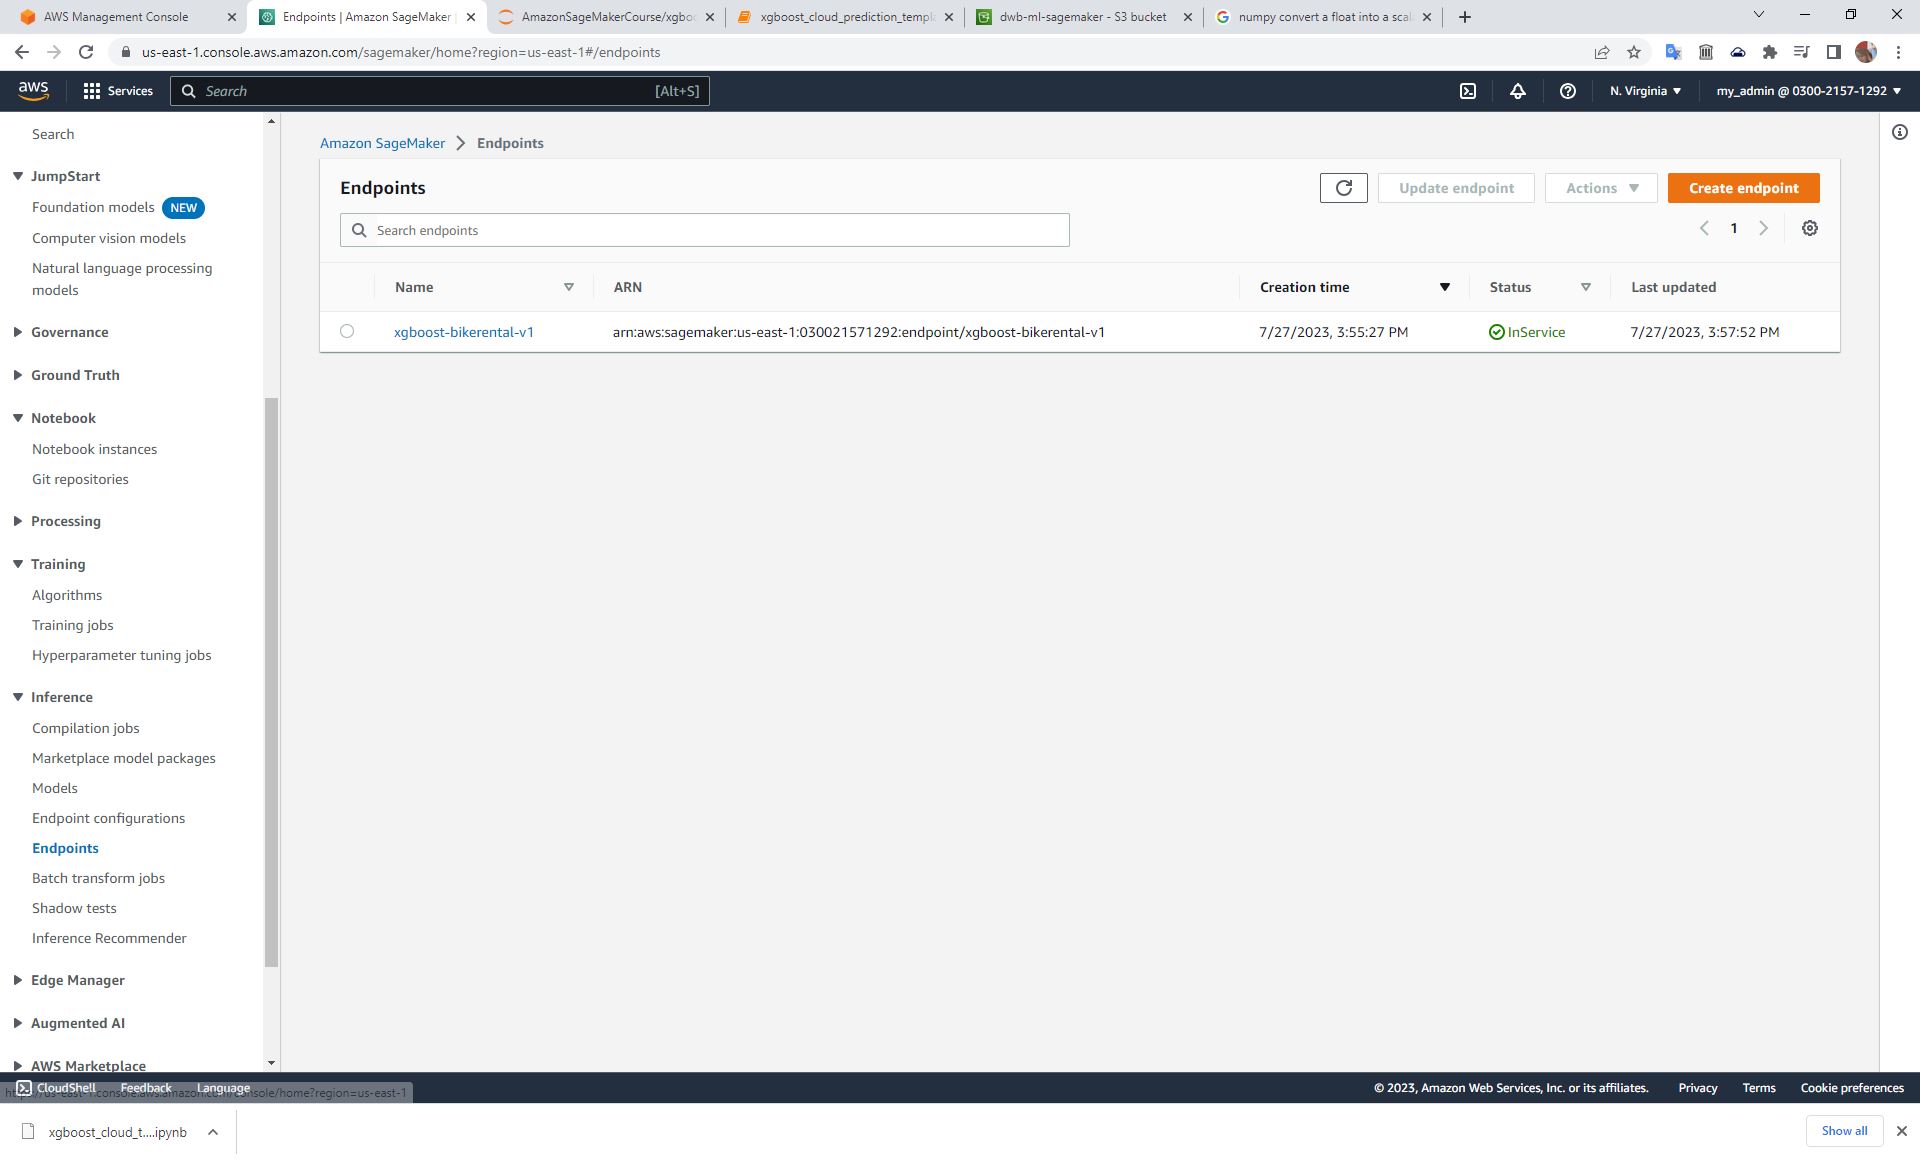 AWS Management Console
Endpoints | Amazon SageMaker
AmazonSageMakerCourse/xgboo
xgboost_cloud_prediction_templa
dwb-ml-sagemaker - S3 bucket
numpy convert a float into a scal
us-east-1.console.aws.amazon.com/sagemaker/home?region=us-east-1#/endpoints
aws
Services
Search
[Alt+S]
N. Virginia
my_admin @ 0300-2157-1292
Search
JumpStart
Foundation models NEW
Computer vision models
Natural language processing
models
Governance
Ground Truth
Notebook
Notebook instances
Git repositories
Processing
Training
Algorithms
Training jobs
Hyperparameter tuning jobs
Inference
Compilation jobs
Marketplace model packages
Models
Endpoint configurations
Endpoints
Batch transform jobs
Shadow tests
Inference Recommender
Edge Manager
Augmented AI
AWS Marketplace
Amazon SageMaker > Endpoints
Endpoints
Update endpoint
Actions
Create endpoint
Search endpoints
1
Name ARN Creation time Status Last updated
xgboost-bikerental-v1 arn:aws:sagemaker:us-east-1:030021571292:endpoint/xgboost-bikerental-v1 7/27/2023, 3:55:27 PM InService 7/27/2023, 3:57:52 PM
CloudShell Feedback Language
https://us-east-1.console.aws.amazon.com/console/home?region=us-east-1
© 2023, Amazon Web Services, Inc. or its affiliates. Privacy Terms Cookie preferences
xgboost_cloud_t....ipynb
Show all